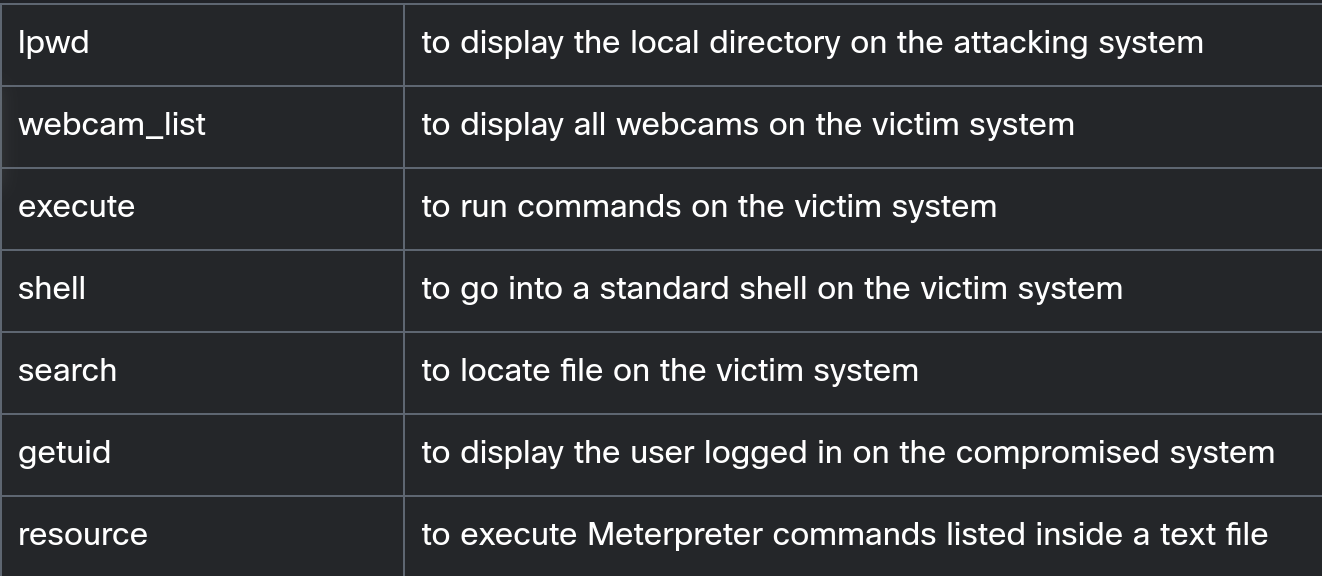 lpwd to display the local directory on the attacking system
webcam_list to display all webcams on the victim system
execute to run commands on the victim system
shell to go into a standard shell on the victim system
search to locate file on the victim system
getuid to display the user logged in on the compromised system
resource to execute Meterpreter commands listed inside a text file